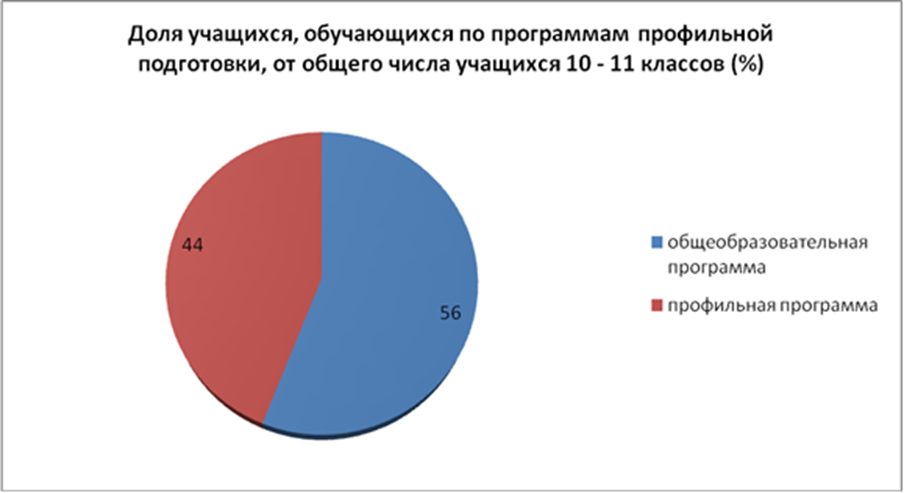 Доля учащихся, обучающихся по программам профильной
подготовки, от общего числа учащихся 10 - 11 классов (%)
44
56
общеобразовательная
программа
профильная программа